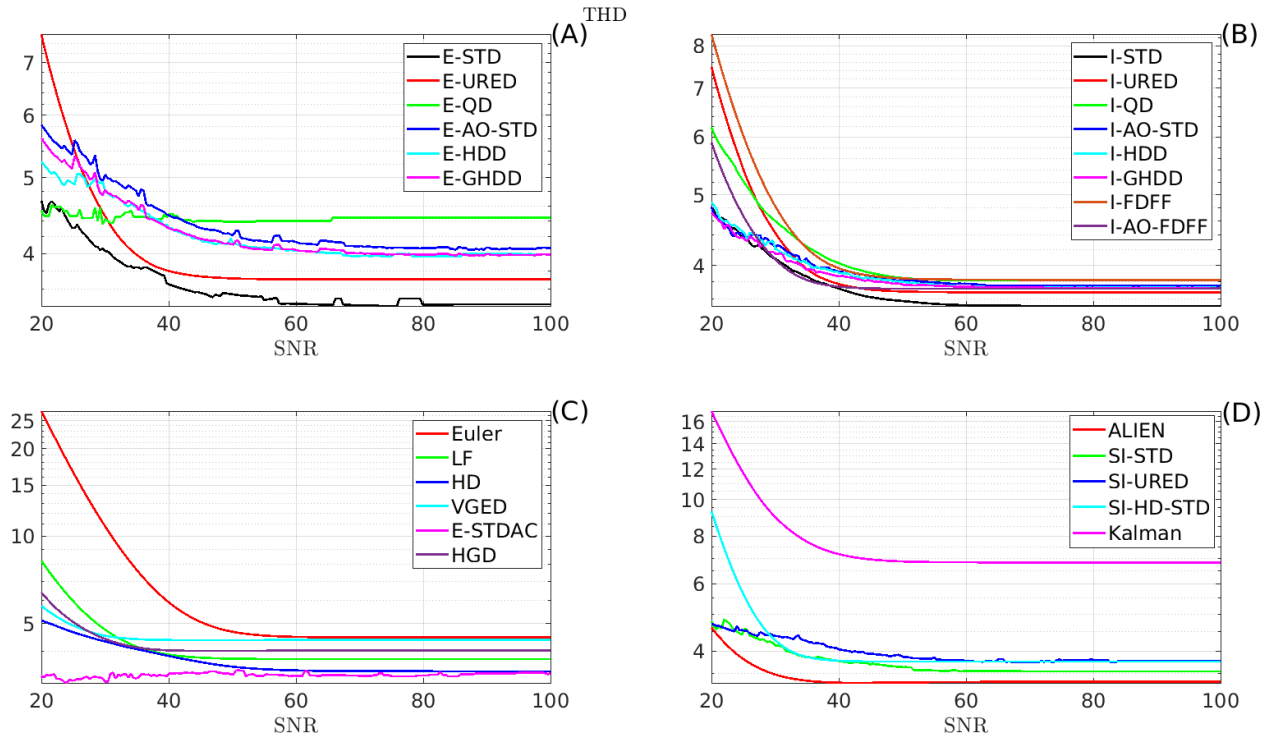 THD
(A)
7
6
5
4
20
40
60
80
100
SNR
E-STD
E-URED
E-QD
E-AO-STD
E-HDD
E-GHDD
(B)
8
7
6
5
4
20
40
60
80
100
SNR
I-STD
I-URED
I-QD
I-AO-STD
I-HDD
I-GHDD
I-FDFF
I-AO-FDFF
(C)
25
15
10
5
20
40
60
80
100
SNR
Euler
LF
HD
VGED
E-STDAC
HGD
(D)
16
14
12
10
8
6
4
20
40
60
80
100
SNR
ALIEN
SI-STD
SI-URED
SI-HD-STD
Kalman